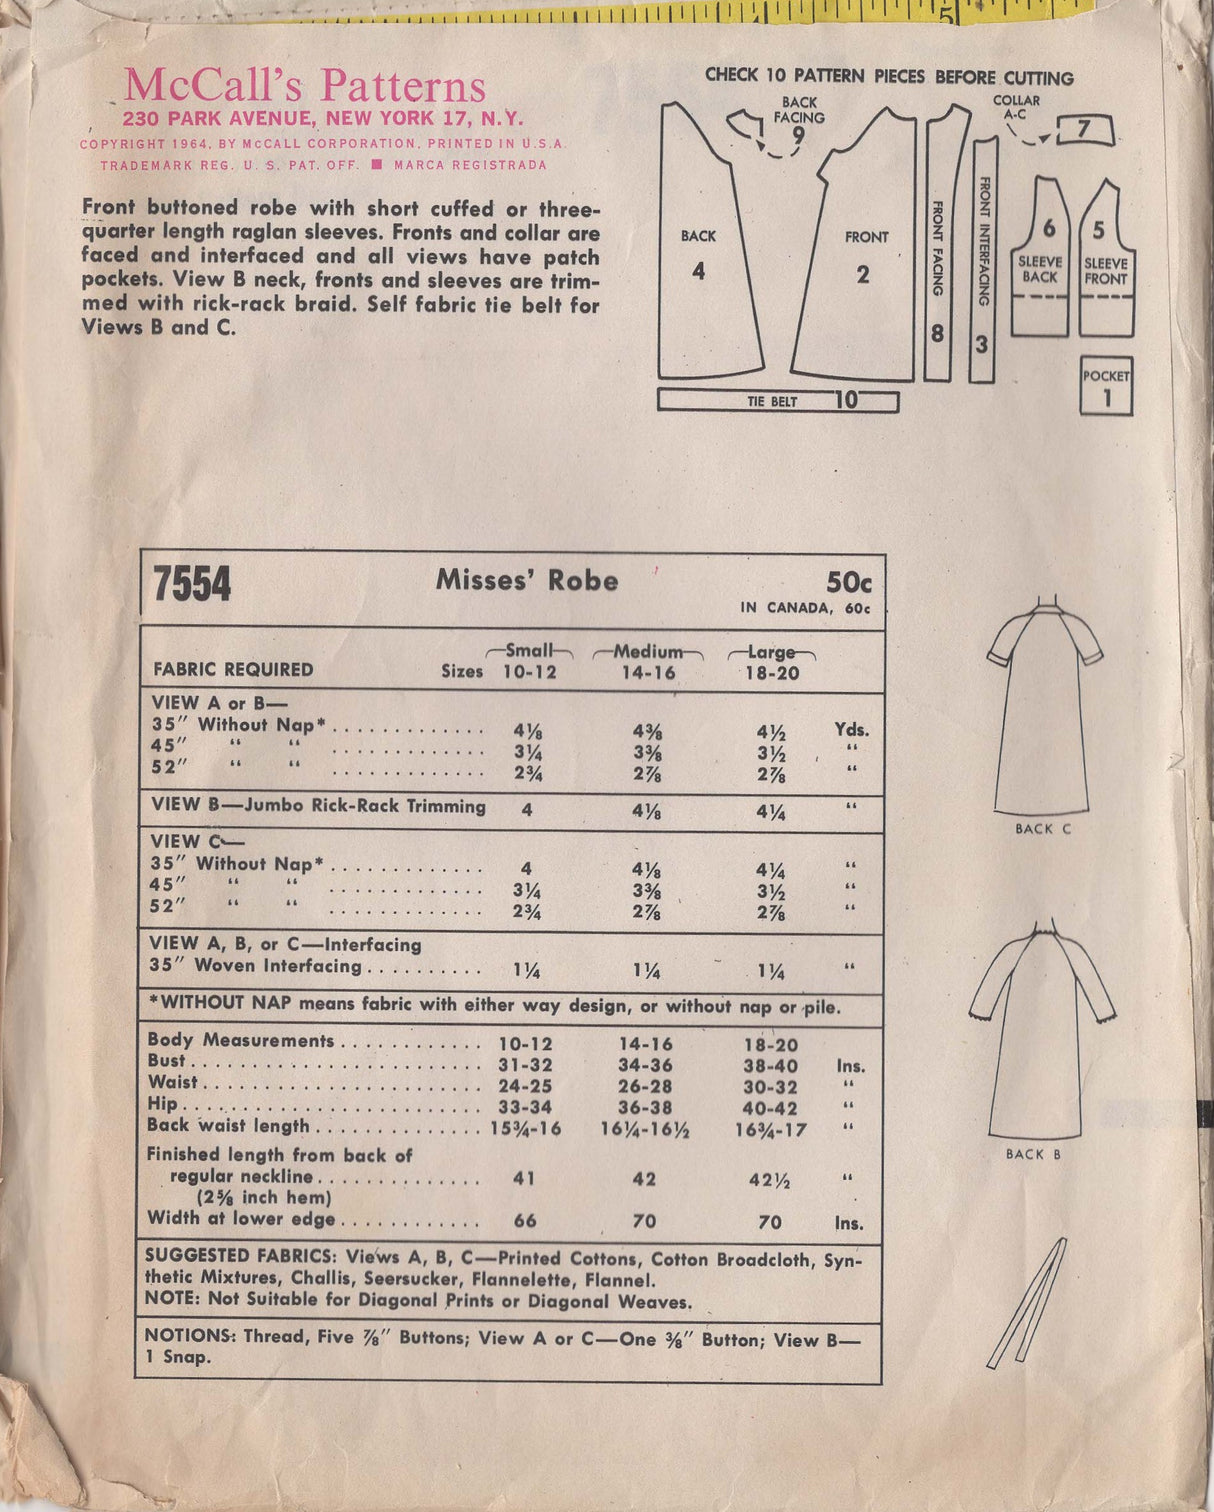 5
McCall's Patterns
230 PARK AVENUE, NEW YORK 17, N.Y.
COPYRIGHT 1964, BY McCALL CORPORATION. PRINTED IN U.S.A.
TRADEMARK REG. U. S. PAT. OFF. ■ MARCA REGISTRADA
Front buttoned robe with short cuffed or three-
quarter length raglan sleeves. Fronts and collar are
faced and interfaced and all views have patch
pockets. View B neck, fronts and sleeves are trim-
med with rick-rack braid. Self fabric tie belt for
Views B and C.
CHECK 10 PATTERN PIECES BEFORE CUTTING
BACK
FACING
9
COLLAR
A-C
7
BACK
4
FRONT
2
FRONT FACING
8
FRONT INTERFACING
3
6
SLEEVE
BACK
5
SLEEVE
FRONT
POCKET
1
TIE BELT 10
7554 Misses' Robe 50c
IN CANADA, 60c
Small Medium Large
FABRIC REQUIRED Sizes 10-12 14-16 18-20
VIEW A or B—
35″ Without Nap* . . . . . . . . . . . . . 4⅛ 4⅜ 4½ Yds.
45″ “ “ . . . . . . . . . . . . . 3¼ 3⅜ 3½ “
52″ “ “ . . . . . . . . . . . . . 2¾ 2⅞ 2⅞ “
VIEW B—Jumbo Rick-Rack Trimming 4 4⅛ 4¼ “
VIEW C—
35″ Without Nap* . . . . . . . . . . . . . 4 4⅛ 4¼ “
45″ “ “ . . . . . . . . . . . . . 3¼ 3⅜ 3½ “
52″ “ “ . . . . . . . . . . . . . 2¾ 2⅞ 2⅞ “
VIEW A, B, or C—Interfacing
35″ Woven Interfacing . . . . . . . . . . 1¼ 1¼ 1¼ “
*WITHOUT NAP means fabric with either way design, or without nap or pile.
Body Measurements . . . . . . . . . . . . 10-12 14-16 18-20
Bust . . . . . . . . . . . . . . . . . . . . . . . . . 31-32 34-36 38-40 Ins.
Waist . . . . . . . . . . . . . . . . . . . . . . . . 24-25 26-28 30-32 “
Hip . . . . . . . . . . . . . . . . . . . . . . . . . . 33-34 36-38 40-42 “
Back waist length . . . . . . . . . . . . . . 15¾-16 16¼-16½ 16¾-17 “
Finished length from back of
regular neckline . . . . . . . . . . . . . . 41 42 42½ “
(2⅝ inch hem)
Width at lower edge . . . . . . . . . . . . 66 70 70 Ins.
SUGGESTED FABRICS: Views A, B, C—Printed Cottons, Cotton Broadcloth, Syn-
thetic Mixtures, Challis, Seersucker, Flannelette, Flannel.
NOTE: Not Suitable for Diagonal Prints or Diagonal Weaves.
NOTIONS: Thread, Five ⅞″ Buttons; View A or C—One ⅜″ Button; View B—
1 Snap.
BACK C
BACK B